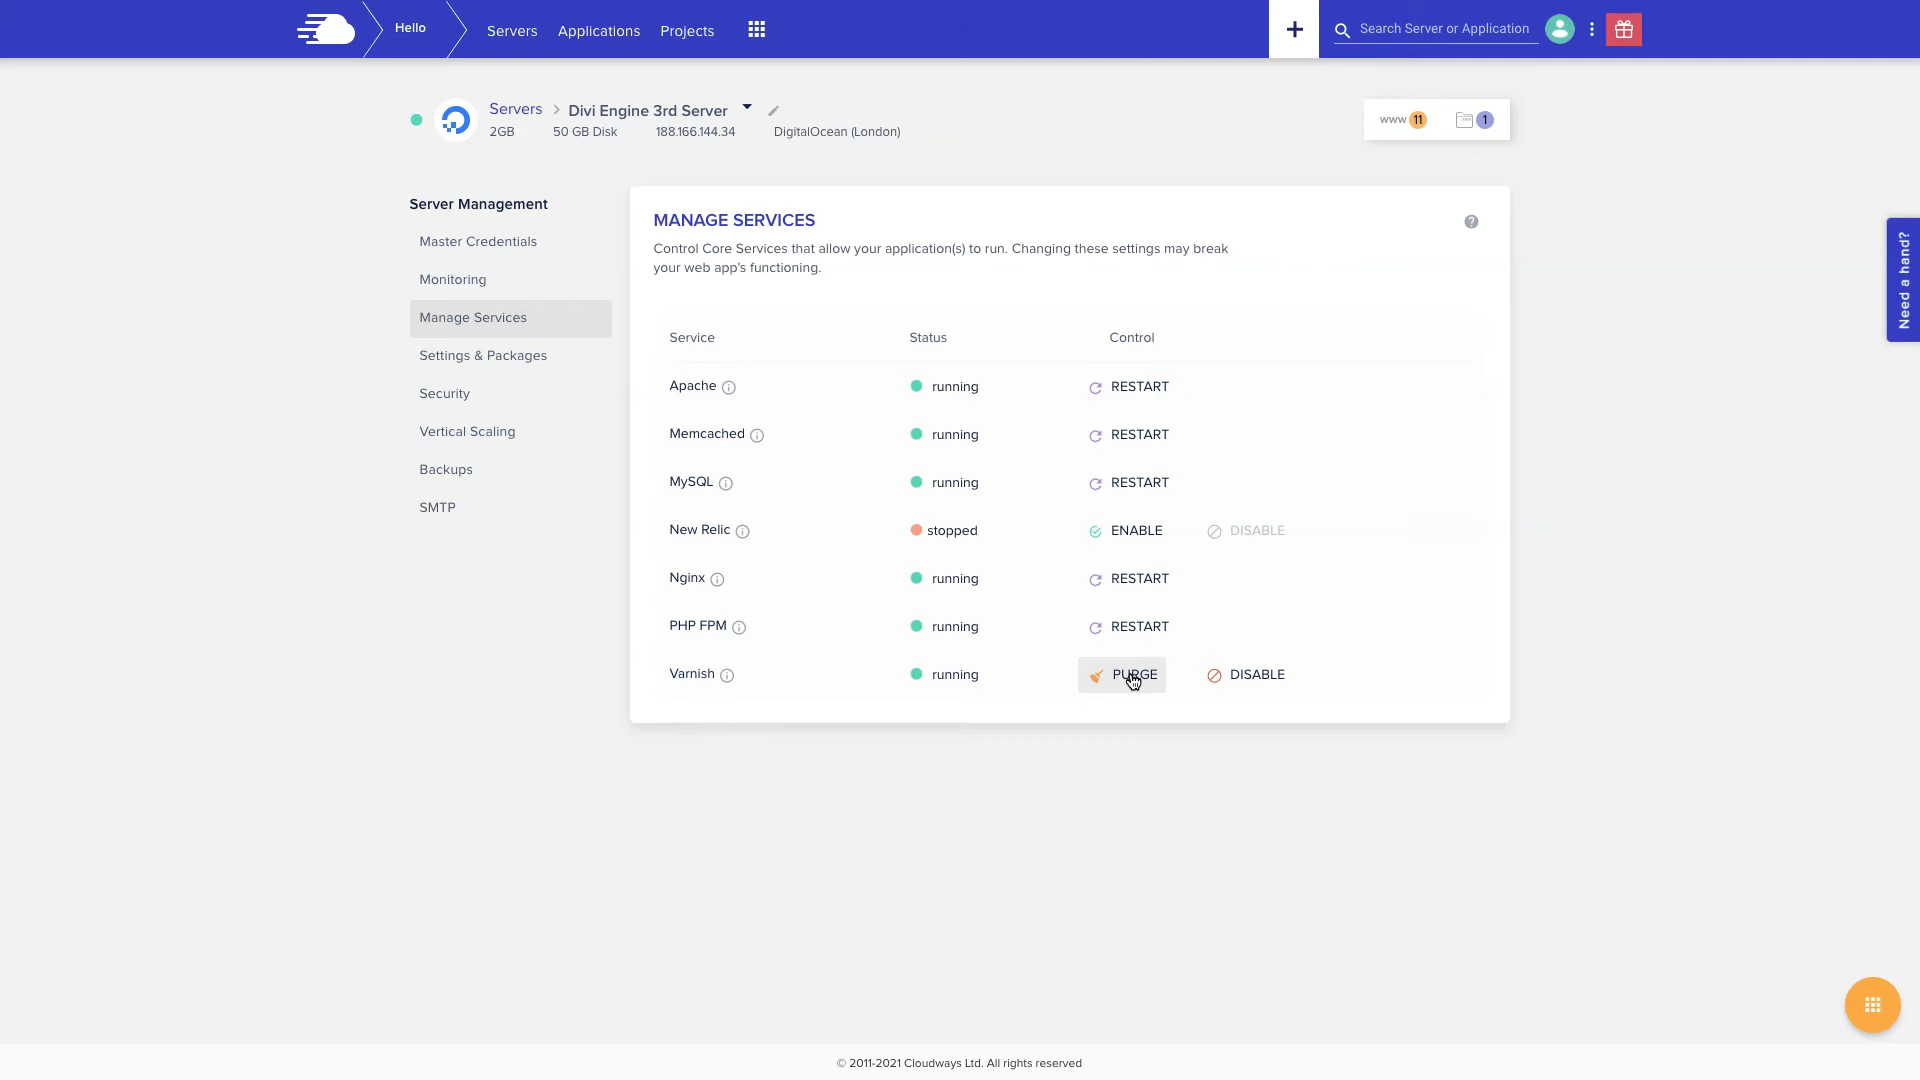 Hello
Servers
Applications
Projects
+
Search Server or Application
Servers > Divi Engine 3rd Server
2GB
50 GB Disk
188.166.144.34
DigitalOcean (London)
www 11
1
Server Management
Master Credentials
Monitoring
Manage Services
Settings & Packages
Security
Vertical Scaling
Backups
SMTP
MANAGE SERVICES
?
Control Core Services that allow your application(s) to run. Changing these settings may break
your web app's functioning.
Service Status Control
Apache running RESTART
Memcached running RESTART
MySQL running RESTART
New Relic stopped ENABLE DISABLE
Nginx running RESTART
PHP FPM running RESTART
Varnish running PURGE DISABLE
Need a hand?
© 2011-2021 Cloudways Ltd. All rights reserved